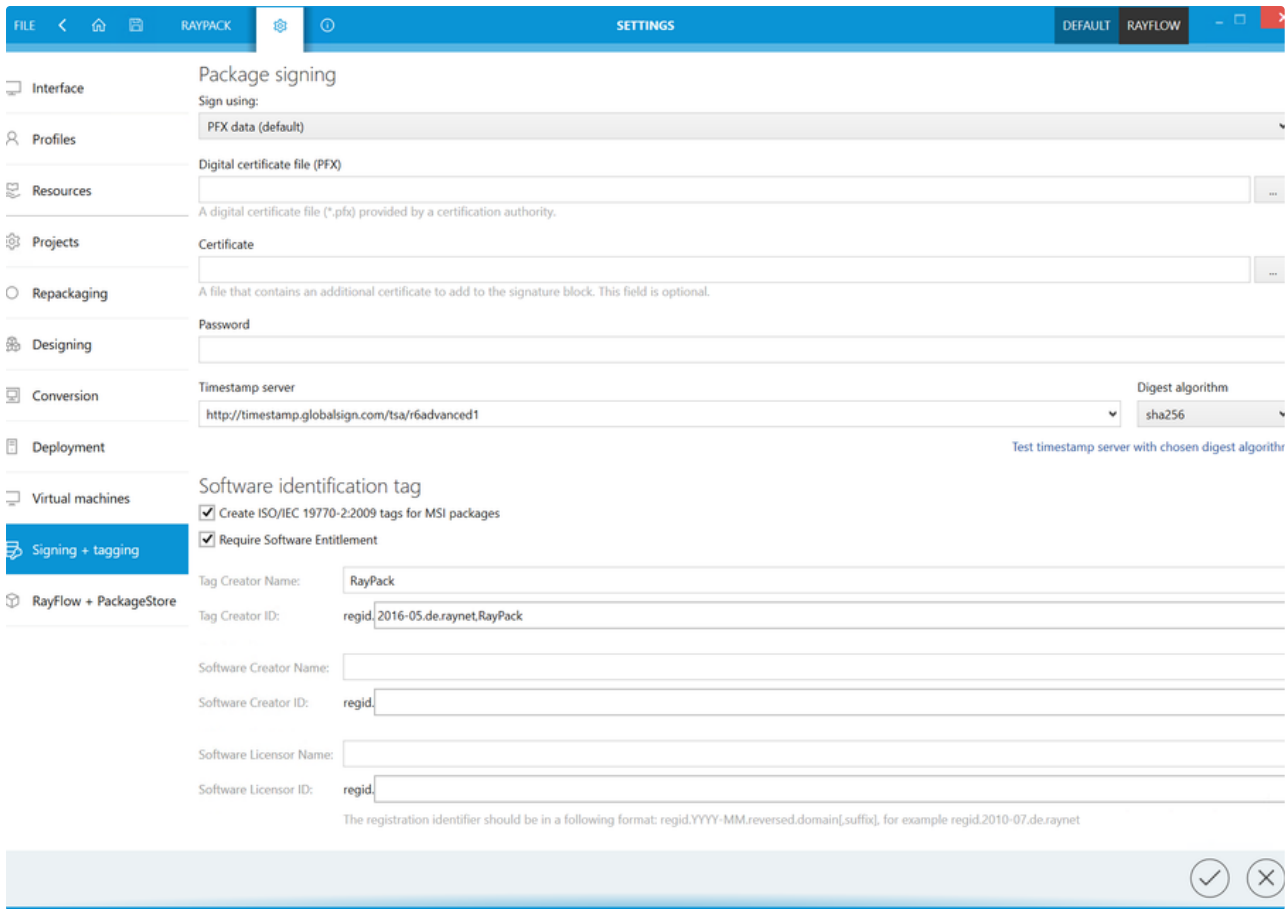 FILE RAYPACK SETTINGS DEFAULT RAYFLOW
Interface
Profiles
Resources
Projects
Repackaging
Designing
Conversion
Deployment
Virtual machines
Signing + tagging
RayFlow + PackageStore
Package signing
Sign using:
PFX data (default)
Digital certificate file (PFX)
...
A digital certificate file (*.pfx) provided by a certification authority.
Certificate
...
A file that contains an additional certificate to add to the signature block. This field is optional.
Password
Timestamp server Digest algorithm
http://timestamp.globalsign.com/tsa/r6advanced1 sha256
Test timestamp server with chosen digest algorithm
Software identification tag
Create ISO/IEC 19770-2:2009 tags for MSI packages
Require Software Entitlement
Tag Creator Name: RayPack
Tag Creator ID: regid. 2016-05.de.raynet,RayPack
Software Creator Name:
Software Creator ID: regid.
Software Licensor Name:
Software Licensor ID: regid.
The registration identifier should be in a following format: regid.YYYY-MM.reversed.domain[,suffix], for example regid.2010-07.de.raynet